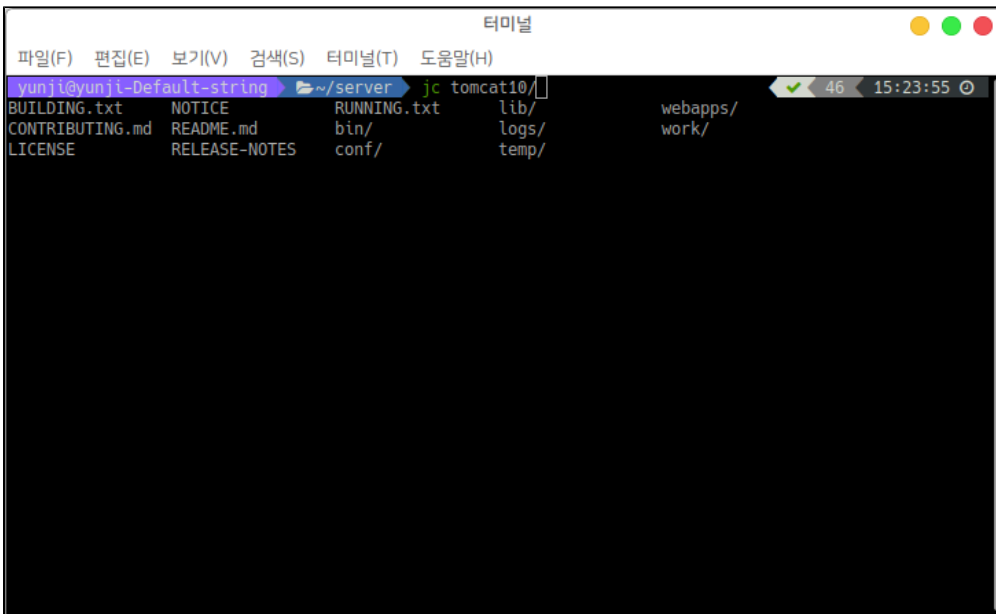 터미널
파일(F) 편집(E) 보기(V) 검색(S) 터미널(T) 도움말(H)
yunji@yunji-Default-string ~/server jc tomcat10/ 46 15:23:55
BUILDING.txt NOTICE RUNNING.txt lib/ webapps/
CONTRIBUTING.md README.md bin/ logs/ work/
LICENSE RELEASE-NOTES conf/ temp/